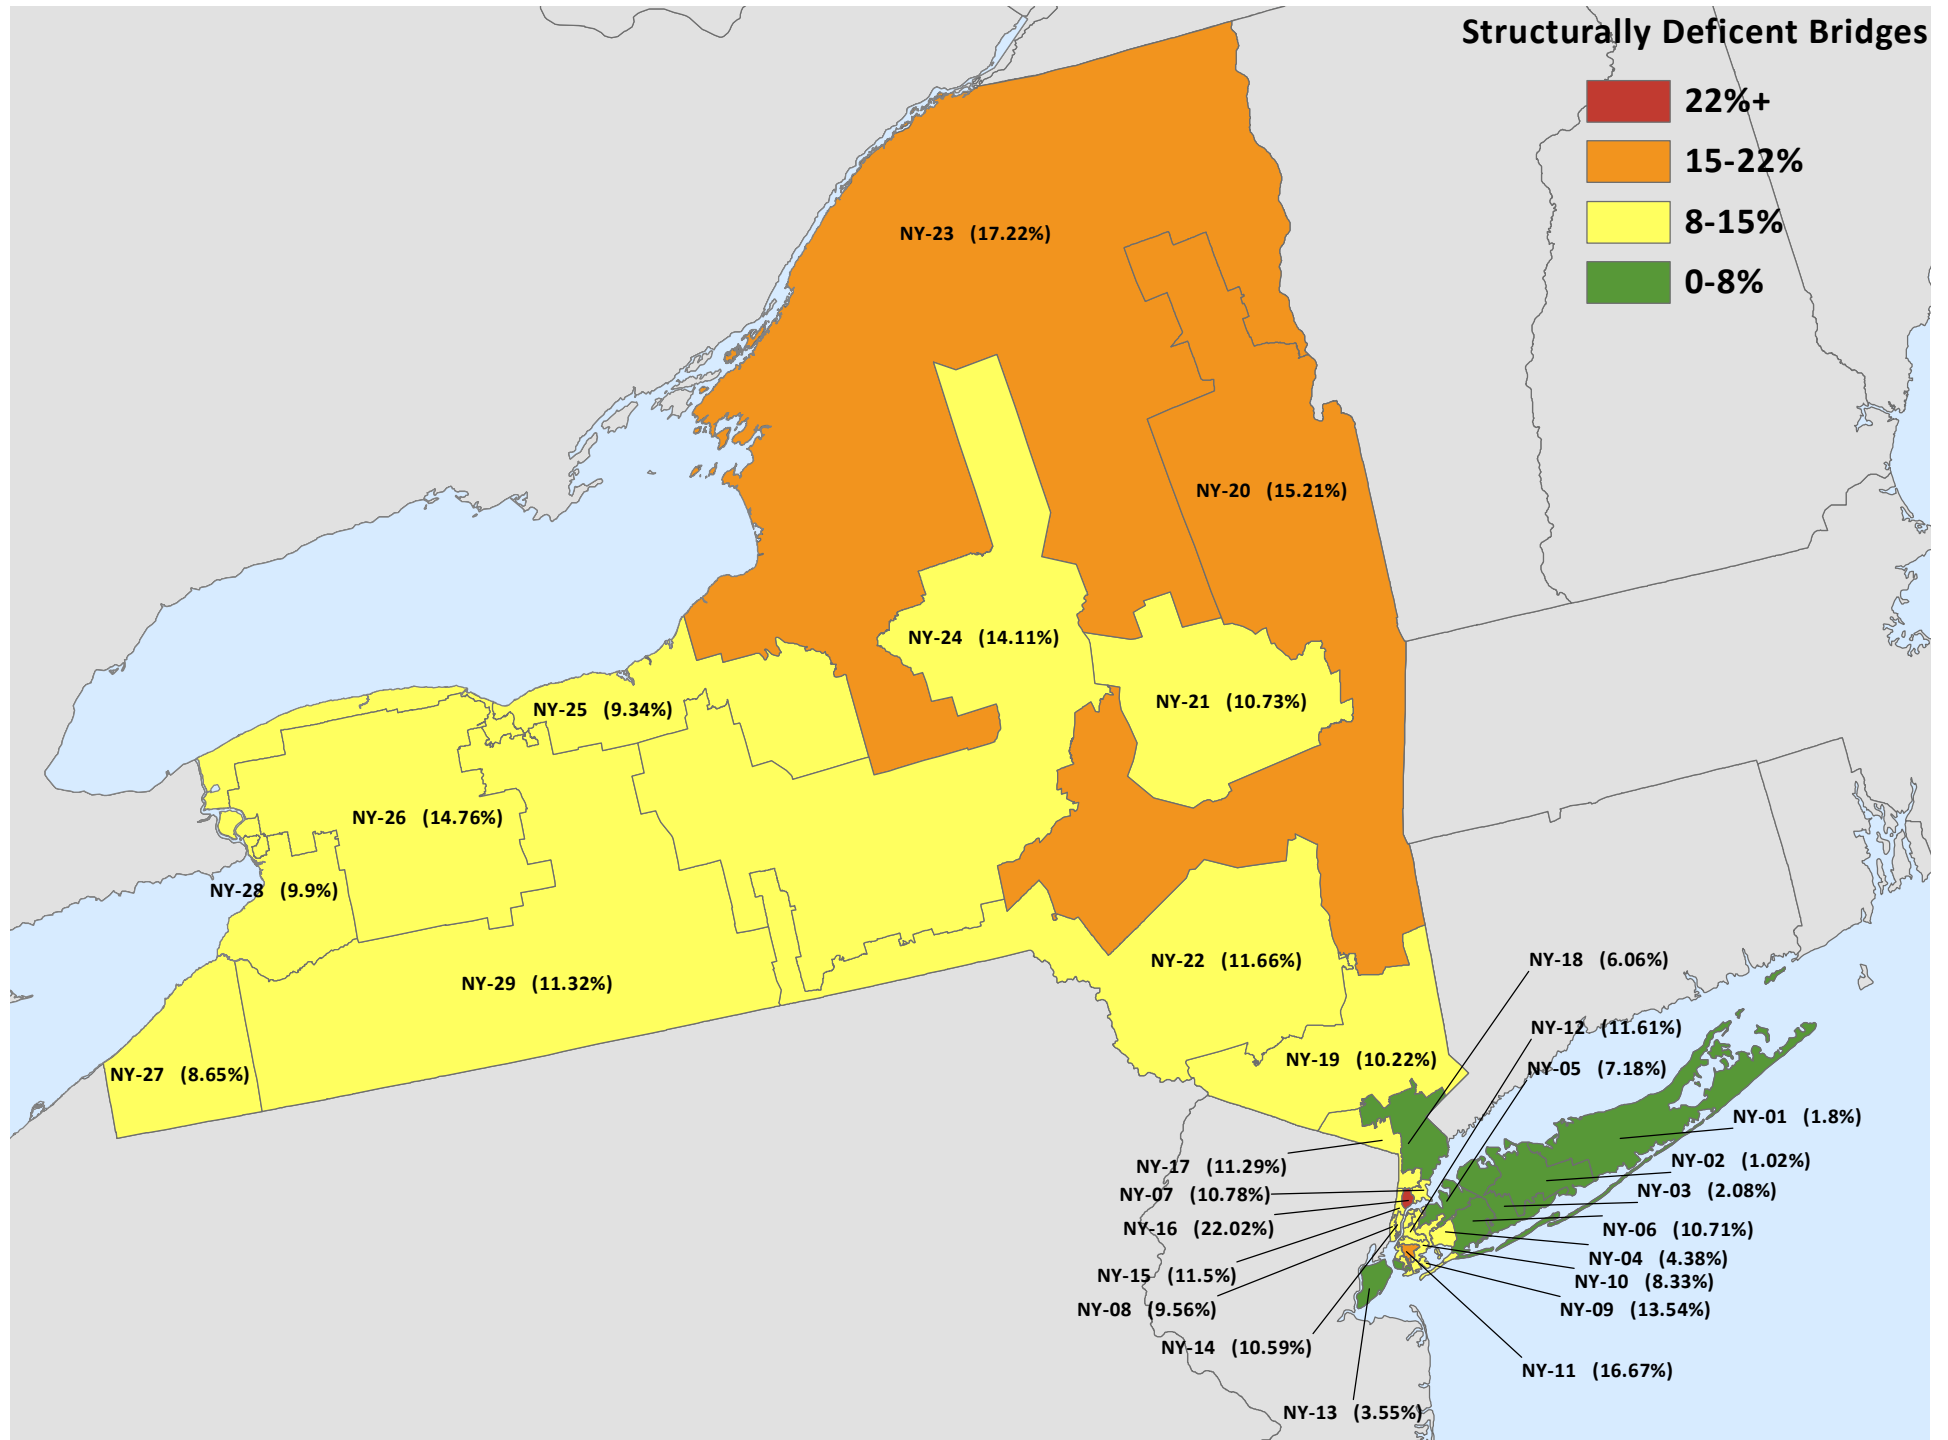 Structurally Deficent Bridges
22%+
15-22%
8-15%
0-8%
NY-23 (17.22%)
NY-20 (15.21%)
NY-24 (14.11%)
NY-21 (10.73%)
NY-25 (9.34%)
NY-26 (14.76%)
NY-28 (9.9%)
NY-22 (11.66%)
NY-18 (6.06%)
NY-29 (11.32%)
NY-12 (11.61%)
NY-19 (10.22%)
NY-05 (7.18%)
NY-27 (8.65%)
NY-01 (1.8%)
NY-02 (1.02%)
NY-17 (11.29%)
NY-03 (2.08%)
NY-07 (10.78%)
NY-16 (22.02%)
NY-06 (10.71%)
NY-04 (4.38%)
NY-15 (11.5%)
NY-10 (8.33%)
NY-08 (9.56%)
NY-09 (13.54%)
NY-14 (10.59%)
NY-11 (16.67%)
NY-13 (3.55%)